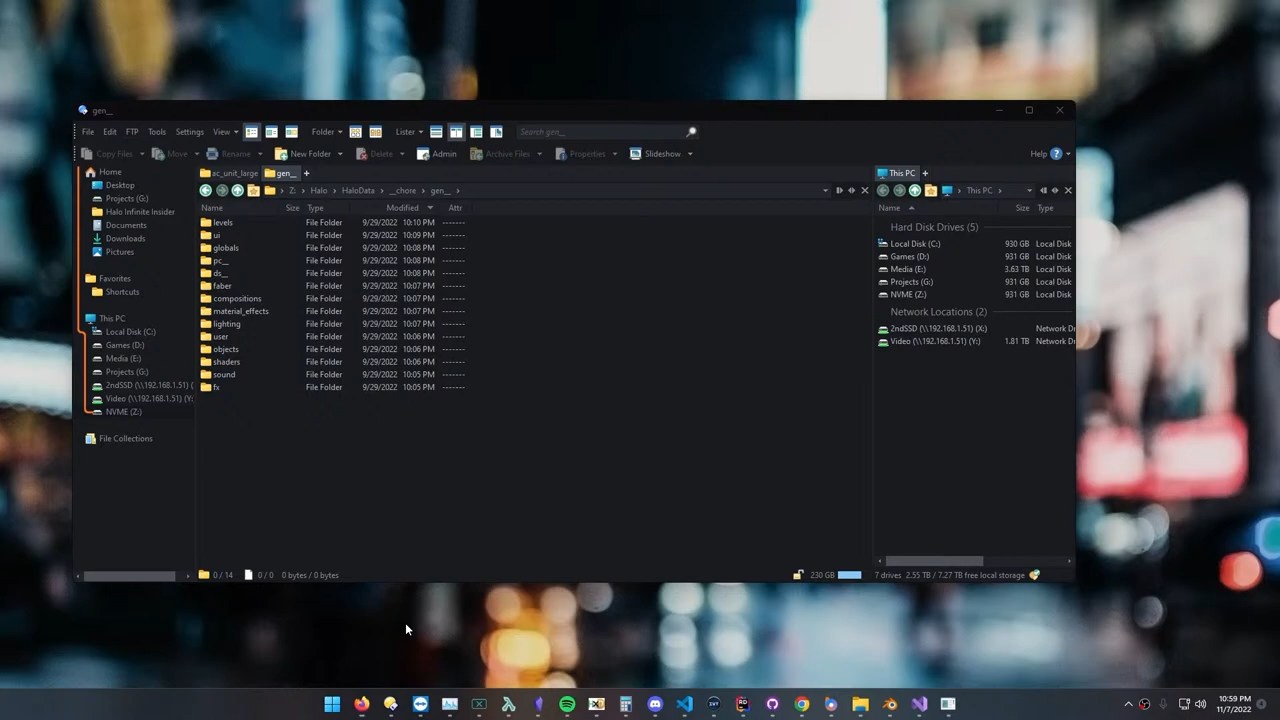 gen__
File Edit FTP Tools Settings View Folder Lister Search gen__
Copy Files Move Rename New Folder Delete Admin Archive Files Properties Slideshow Help
Home
Desktop
Projects (G:)
Halo Infinite Insider
Documents
Downloads
Pictures
Favorites
Shortcuts
This PC
Local Disk (C:)
Games (D:)
Media (E:)
Projects (G:)
2ndSSD (\\192.168.1.51) (
Video (\\192.168.1.51) (Y:
NVME (Z:)
File Collections
ac_unit_large gen__ +
Z: Halo HaloData __chore gen__
Name Size Type Modified Attr
levels File Folder 9/29/2022 10:10 PM -------
ui File Folder 9/29/2022 10:09 PM -------
globals File Folder 9/29/2022 10:08 PM -------
pc__ File Folder 9/29/2022 10:08 PM -------
ds__ File Folder 9/29/2022 10:08 PM -------
faber File Folder 9/29/2022 10:07 PM -------
compositions File Folder 9/29/2022 10:07 PM -------
material_effects File Folder 9/29/2022 10:07 PM -------
lighting File Folder 9/29/2022 10:07 PM -------
user File Folder 9/29/2022 10:06 PM -------
objects File Folder 9/29/2022 10:06 PM -------
shaders File Folder 9/29/2022 10:06 PM -------
sound File Folder 9/29/2022 10:05 PM -------
fx File Folder 9/29/2022 10:05 PM -------
0 / 14 0 / 0 0 bytes / 0 bytes 230 GB
This PC +
This PC
Name Size Type
Hard Disk Drives (5)
Local Disk (C:) 930 GB Local Disk
Games (D:) 931 GB Local Disk
Media (E:) 3.63 TB Local Disk
Projects (G:) 931 GB Local Disk
NVME (Z:) 931 GB Local Disk
Network Locations (2)
2ndSSD (\\192.168.1.51) (X:) Network Dr
Video (\\192.168.1.51) (Y:) 1.81 TB Network Dr
7 drives 2.55 TB / 7.27 TB free local storage
10:59 PM
11/7/2022